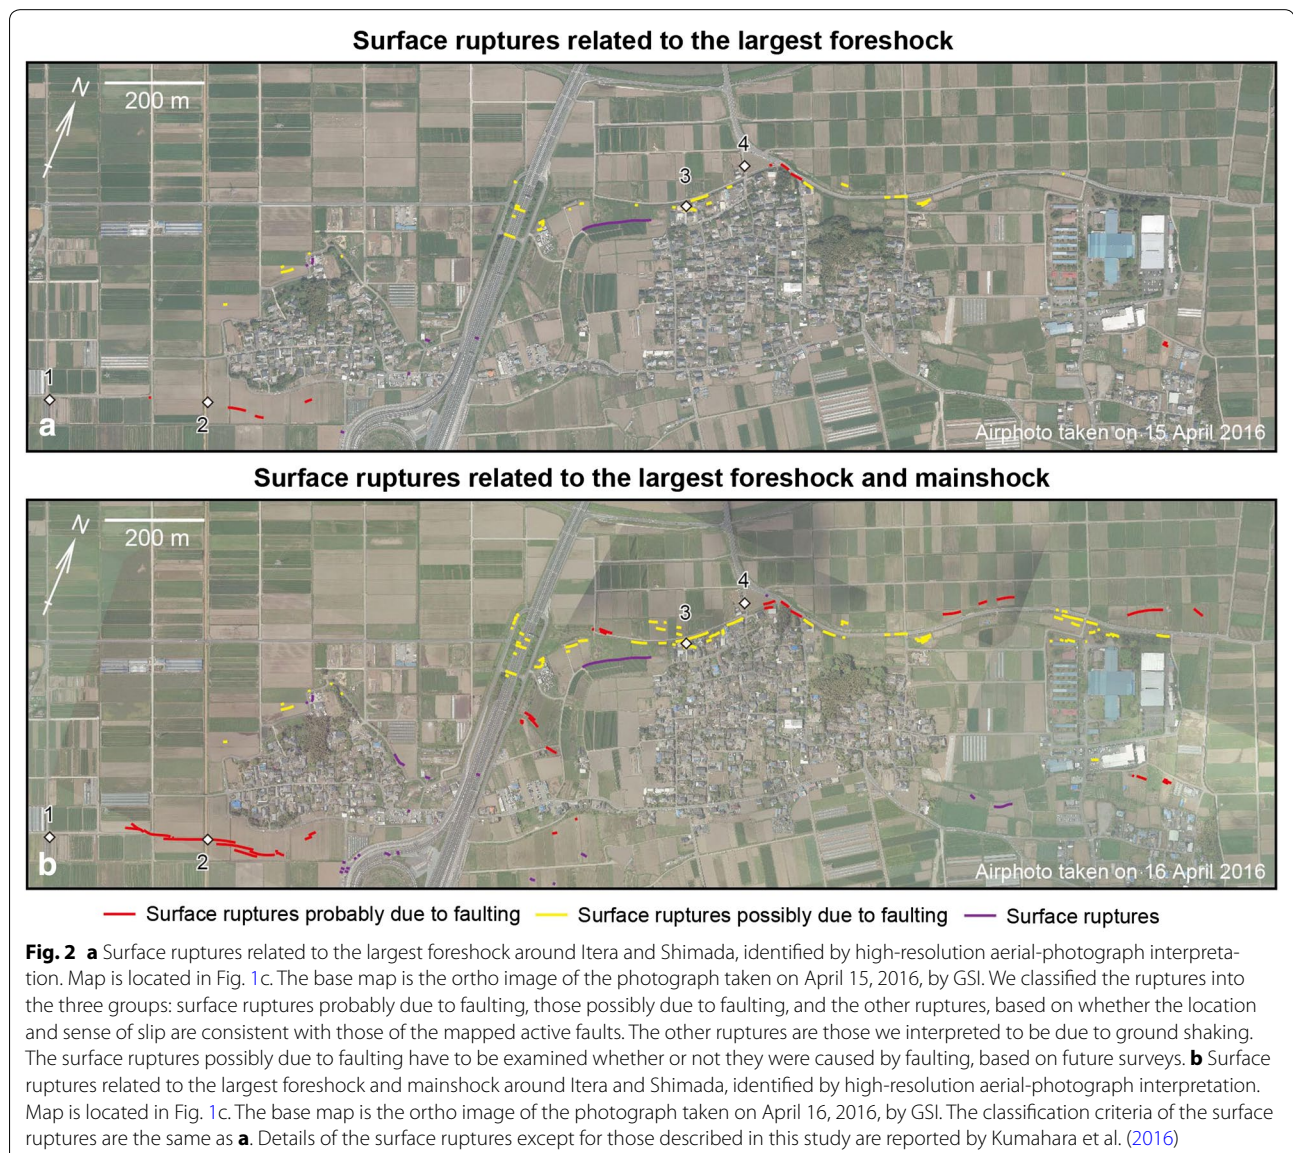 Surface ruptures related to the largest foreshock
N
200 m
4
3
1
2
a
Airphoto taken on 15 April 2016
Surface ruptures related to the largest foreshock and mainshock
N
200 m
4
3
1
2
b
Airphoto taken on 16 April 2016
Surface ruptures probably due to faulting
Surface ruptures possibly due to faulting
Surface ruptures
Fig. 2 a Surface ruptures related to the largest foreshock around Itera and Shimada, identified by high-resolution aerial-photograph interpreta-
tion. Map is located in Fig. 1c. The base map is the ortho image of the photograph taken on April 15, 2016, by GSI. We classified the ruptures into
the three groups: surface ruptures probably due to faulting, those possibly due to faulting, and the other ruptures, based on whether the location
and sense of slip are consistent with those of the mapped active faults. The other ruptures are those we interpreted to be due to ground shaking.
The surface ruptures possibly due to faulting have to be examined whether or not they were caused by faulting, based on future surveys. b Surface
ruptures related to the largest foreshock and mainshock around Itera and Shimada, identified by high-resolution aerial-photograph interpretation.
Map is located in Fig. 1c. The base map is the ortho image of the photograph taken on April 16, 2016, by GSI. The classification criteria of the surface
ruptures are the same as a. Details of the surface ruptures except for those described in this study are reported by Kumahara et al. (2016)